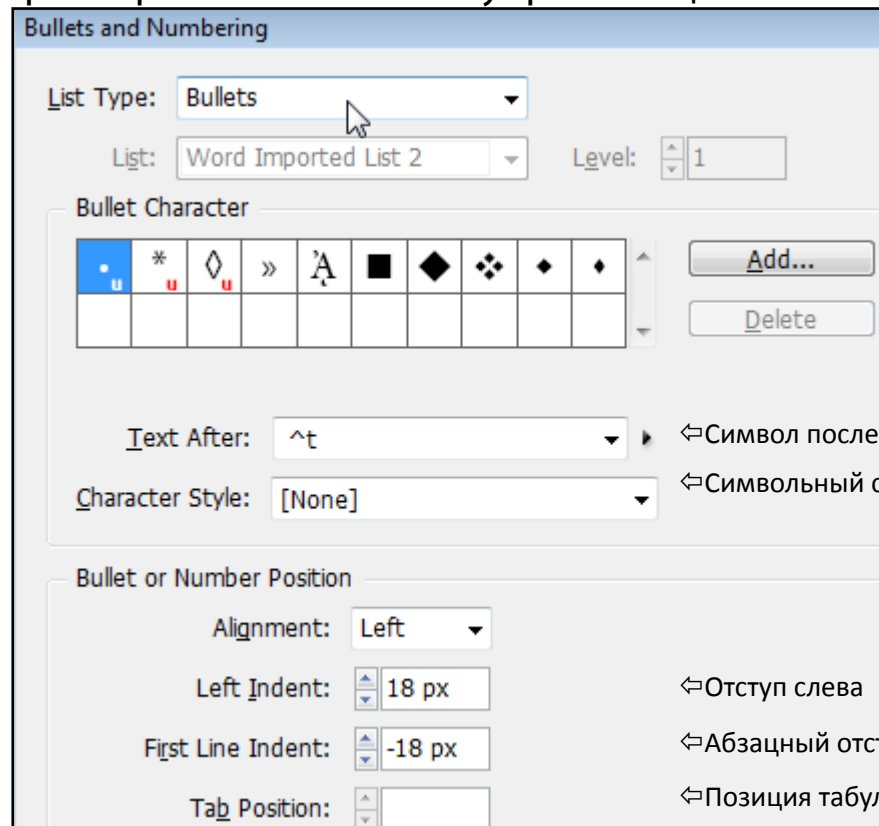 Bullets and Numbering
List Type: Bullets
List: Word Imported List 2 Level: 1
Bullet Character
• u * u ◊ u » ■ ◆ ❖ ⬥ ⬧ Add...
Delete
Text After: ^t ⇦Символ после
Character Style: [None] ⇦Символьный
Bullet or Number Position
Alignment: Left
Left Indent: 18 px ⇦Отступ слева
First Line Indent: -18 px ⇦Абзацный
Tab Position: ⇦Позиция